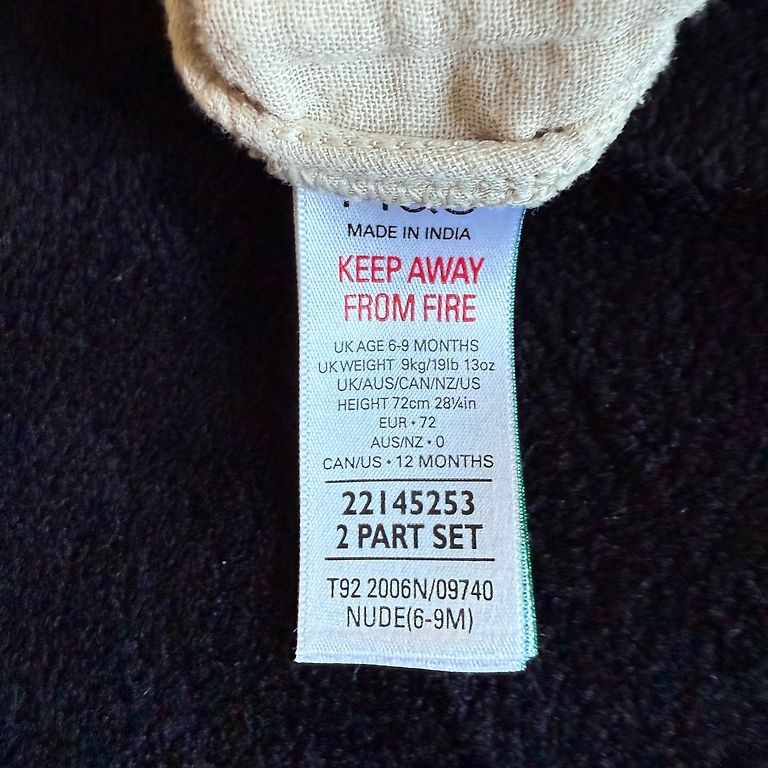 MADE IN INDIA
KEEP AWAY
FROM FIRE
UK AGE 6-9 MONTHS
UK WEIGHT 9kg/19lb 13oz
UK/AUS/CAN/NZ/US
HEIGHT 72cm 28¼in
EUR • 72
AUS/NZ • 0
CAN/US • 12 MONTHS
22145253
2 PART SET
T92 2006N/09740
NUDE(6-9M)